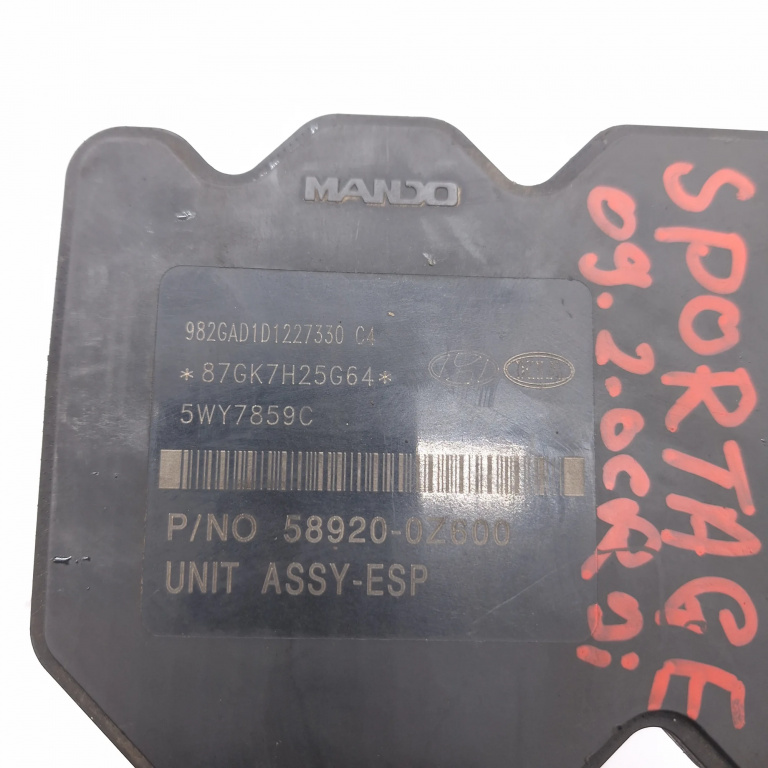 MANDO
982GAD1D1227330 C4
*87GK7H25G64*
5WY7859C
P/NO 58920-0Z800
UNIT ASSY-ESP
SPORTAGE
09.2.0CRDi